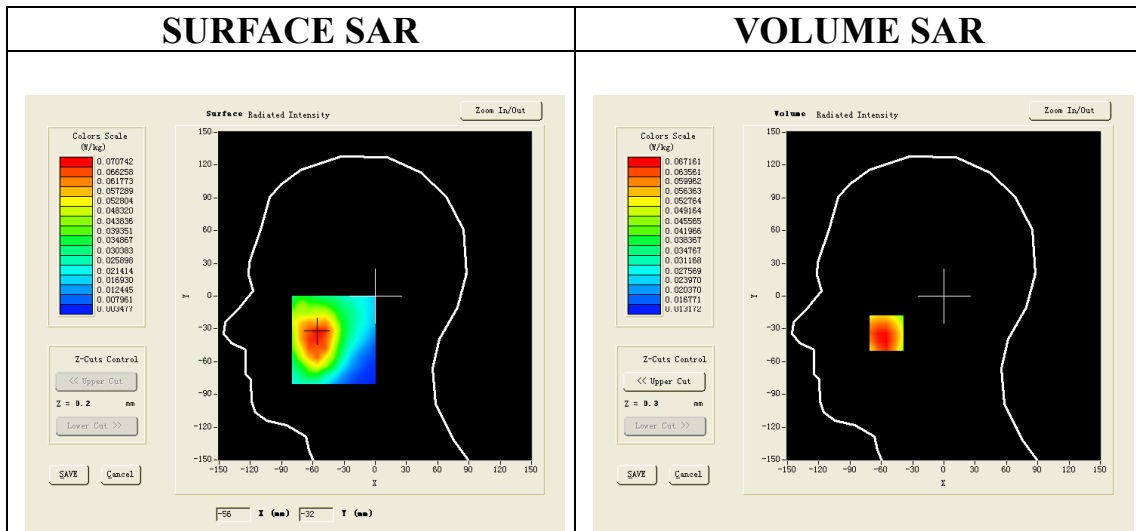 SURFACE SAR
VOLUME SAR
Surface Radiated Intensity
Zoom In/Out
Colors Scale
(W/kg)
0.070742
0.066258
0.061773
0.057289
0.052804
0.048320
0.043836
0.039351
0.034867
0.030383
0.025898
0.021414
0.016930
0.012445
0.007961
0.003477
150
120
90
60
30
0
-30
-60
-90
-120
-150
Y
-150 -120 -90 -60 -30 0 30 60 90 120 150
X
Z-Cuts Control
<< Upper Cut
Z = 0.2 mm
Lower Cut >>
SAVE Cancel
-56 X (mm) -32 Y (mm)
Volume Radiated Intensity
Zoom In/Out
Colors Scale
(W/kg)
0.067161
0.063561
0.059962
0.056363
0.052764
0.049164
0.045565
0.041966
0.038367
0.034767
0.031168
0.027569
0.023970
0.020370
0.016771
0.013172
150
120
90
60
30
0
-30
-60
-90
-120
-150
Y
-150 -120 -90 -60 -30 0 30 60 90 120 150
X
Z-Cuts Control
<< Upper Cut
Z = 0.3 mm
Lower Cut >>
SAVE Cancel